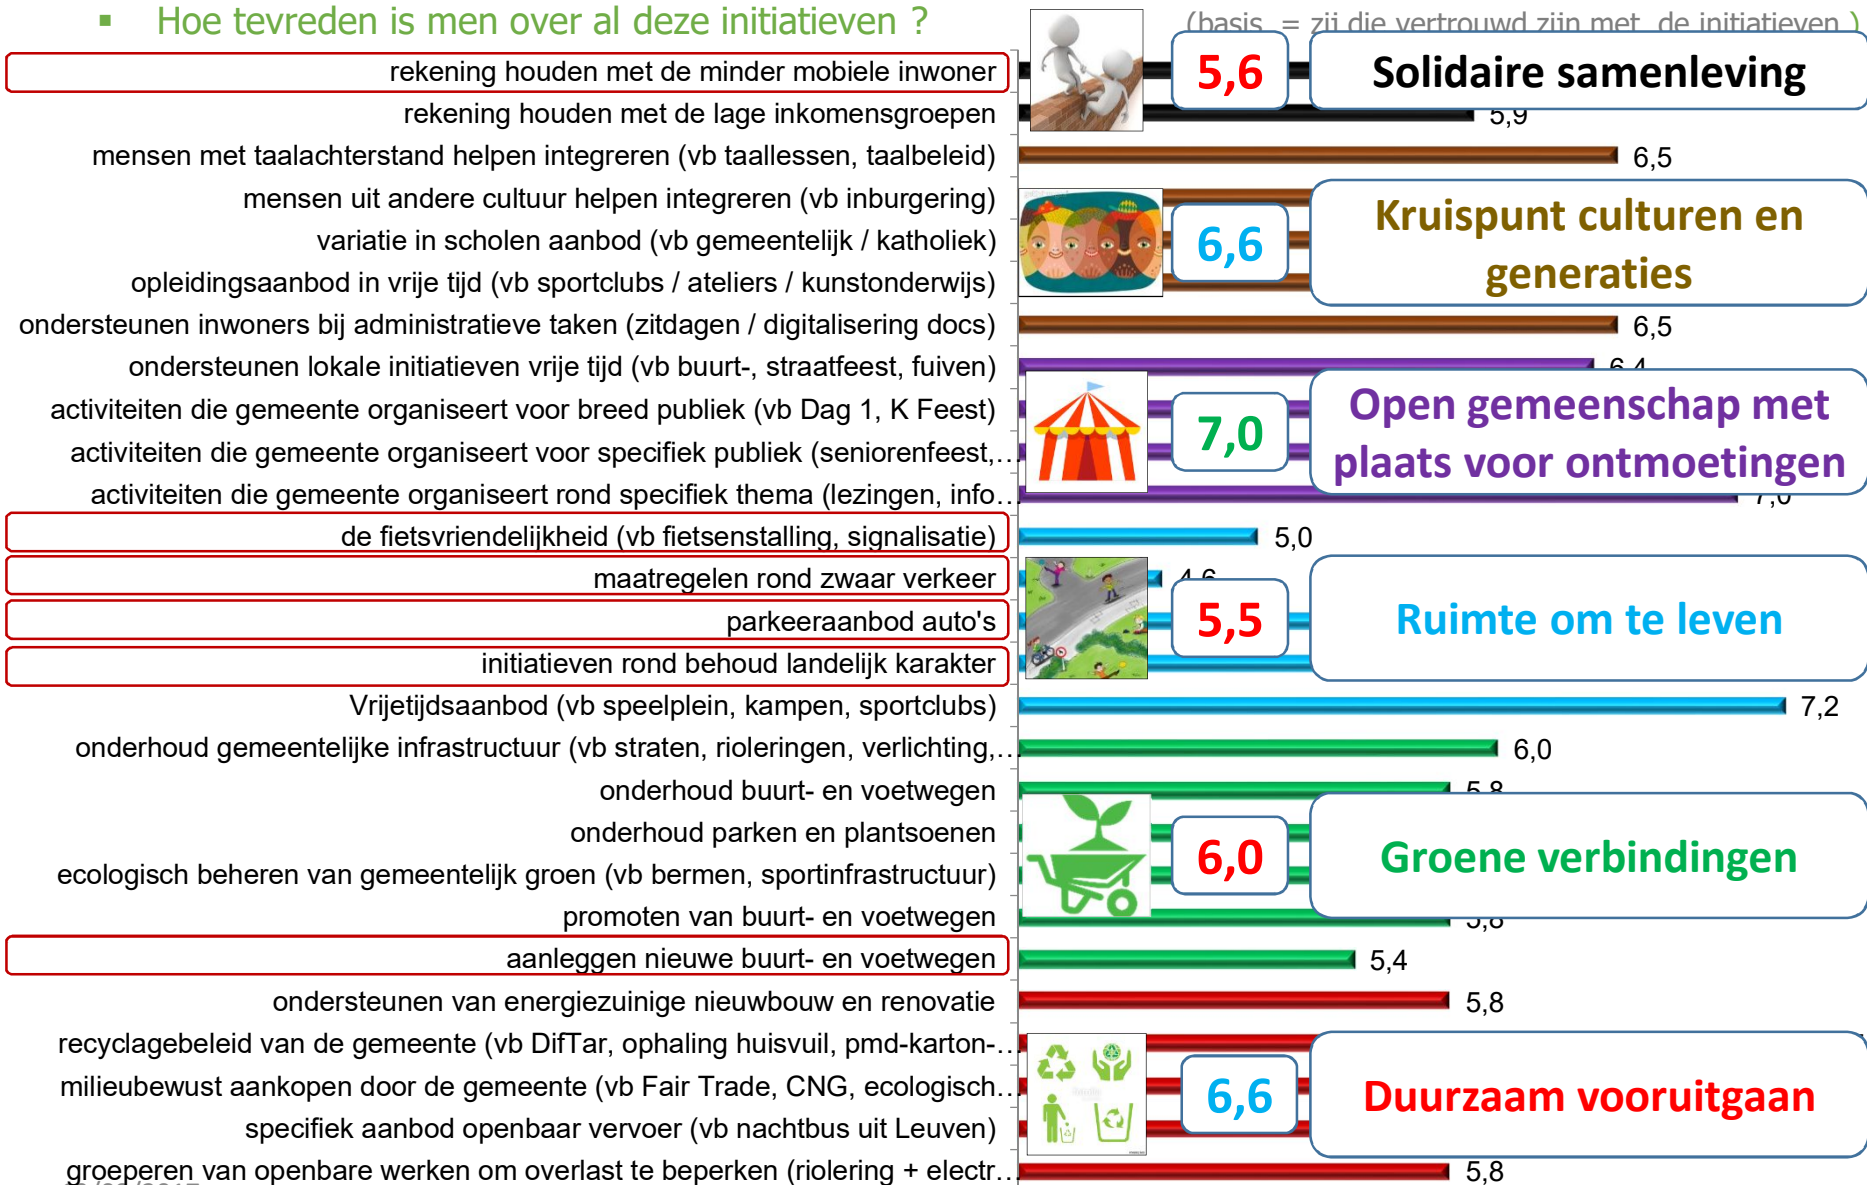 ▪ Hoe tevreden is men over al deze initiatieven ?
(basis = zij die vertrouwd zijn met de initiatieven )
rekening houden met de minder mobiele inwoner
5,6
Solidaire samenleving
rekening houden met de lage inkomensgroepen
5,9
mensen met taalachterstand helpen integreren (vb taallessen, taalbeleid)
6,5
mensen uit andere cultuur helpen integreren (vb inburgering)
variatie in scholen aanbod (vb gemeentelijk / katholiek)
6,6
Kruispunt culturen en
generaties
opleidingsaanbod in vrije tijd (vb sportclubs / ateliers / kunstonderwijs)
ondersteunen inwoners bij administratieve taken (zitdagen / digitalisering docs)
6,5
ondersteunen lokale initiatieven vrije tijd (vb buurt-, straatfeest, fuiven)
6,4
activiteiten die gemeente organiseert voor breed publiek (vb Dag 1, K Feest)
7,0
Open gemeenschap met
plaats voor ontmoetingen
activiteiten die gemeente organiseert voor specifiek publiek (seniorenfeest,…
activiteiten die gemeente organiseert rond specifiek thema (lezingen, info…
7,0
de fietsvriendelijkheid (vb fietsenstalling, signalisatie)
5,0
maatregelen rond zwaar verkeer
4,6
parkeeraanbod auto's
5,5
Ruimte om te leven
initiatieven rond behoud landelijk karakter
Vrijetijdsaanbod (vb speelplein, kampen, sportclubs)
7,2
onderhoud gemeentelijke infrastructuur (vb straten, rioleringen, verlichting,…
6,0
onderhoud buurt- en voetwegen
5,8
onderhoud parken en plantsoenen
6,0
Groene verbindingen
ecologisch beheren van gemeentelijk groen (vb bermen, sportinfrastructuur)
promoten van buurt- en voetwegen
5,8
aanleggen nieuwe buurt- en voetwegen
5,4
ondersteunen van energiezuinige nieuwbouw en renovatie
5,8
recyclagebeleid van de gemeente (vb DifTar, ophaling huisvuil, pmd-karton-…
milieubewust aankopen door de gemeente (vb Fair Trade, CNG, ecologisch…
6,6
Duurzaam vooruitgaan
specifiek aanbod openbaar vervoer (vb nachtbus uit Leuven)
groeperen van openbare werken om overlast te beperken (riolering + electr…
5,8